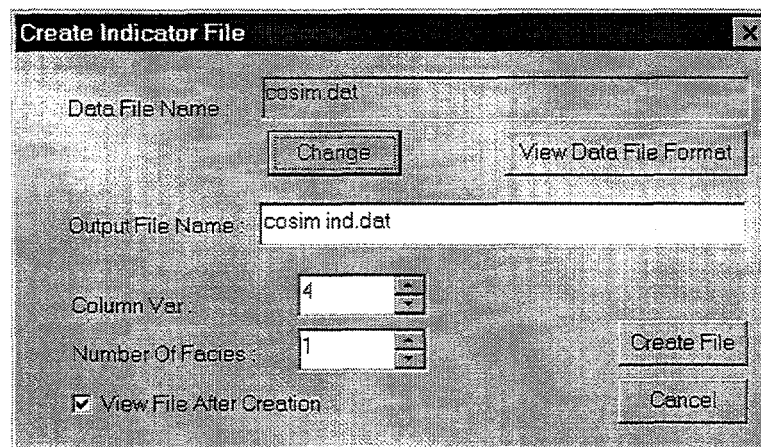 Create Indicator File
Data File Name :
cosim.dat
Change
View Data File Format
Output File Name :
cosim ind.dat
Column Var :
4
Number Of Facies :
1
Create File
View File After Creation
Cancel